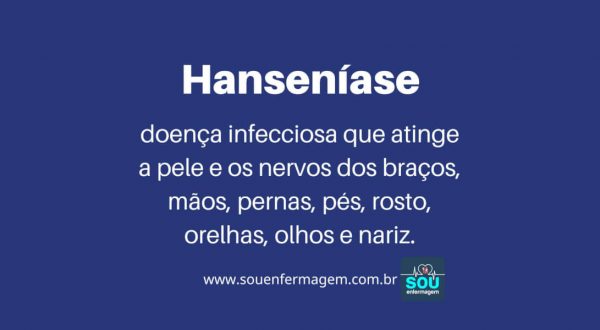 Hanseníase
doença infecciosa que atinge
a pele e os nervos dos braços,
mãos, pernas, pés, rosto,
orelhas, olhos e nariz.
www.souenfermagem.com.br
SOU
enfermagem